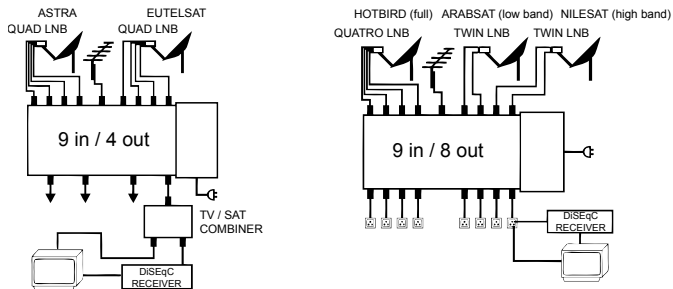 ASTRA EUTELSAT
QUAD LNB QUAD LNB
9 in / 4 out
TV / SAT
COMBINER
DiSEqC
RECEIVER
HOTBIRD (full) ARABSAT (low band) NILESAT (high band)
QUATRO LNB TWIN LNB TWIN LNB
9 in / 8 out
DiSEqC
RECEIVER